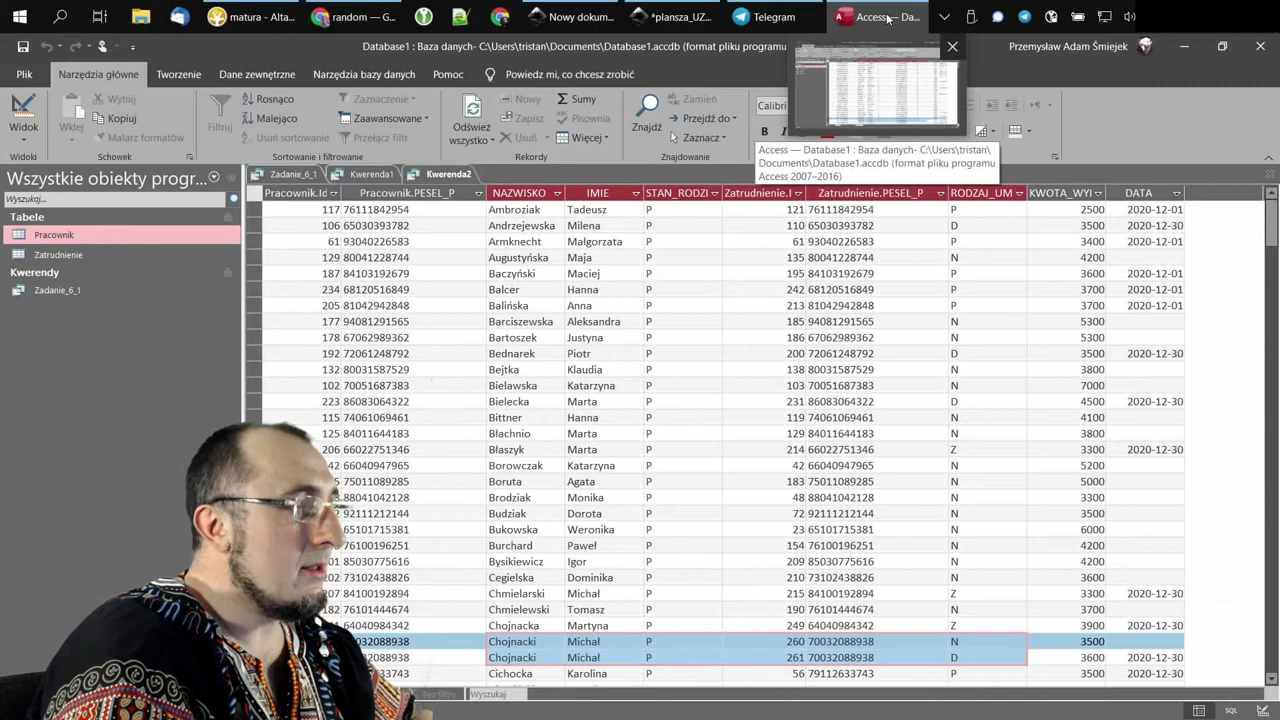 matura - Altao...
random — G...
Nowy dokum...
*plansza_UZ...
Telegram
Access — Da...
Database1 : Baza danych- C:\Users\tristan\Documents\Database1.accdb (format pliku programu
Przemysław Adam Śmiejek
Plik
Narzędzia bazy danych
Pomoc
Powiedz mi, co chcesz zrobić
Widok
Wklej
Kopiuj
Filtruj
Rosnąco
Malejąco
Usuń sortowanie
Zaznaczenie
Zaawansowane
Przełącz filtr
Odśwież
wszystko
Nowy
Zapisz
Usuń
Sumy
Więcej
Znajdź
Zamień
Przejdź do
Zaznacz
Calibri
B I
Widoki
Schowek
Sortowanie i filtrowanie
Rekordy
Znajdowanie
Access — Database1 : Baza danych- C:\Users\tristan\
Documents\Database1.accdb (format pliku programu
Access 2007–2016)
Wszystkie obiekty progr...
Wyszukaj...
Tabele
Pracownik
Zatrudnienie
Kwerendy
Zadanie_6_1
Zadanie_6_1 Kwerenda1 Kwerenda2
Pracownik.Id Pracownik.PESEL_P NAZWISKO IMIE STAN_RODZI Zatrudnienie.I Zatrudnienie.PESEL_P RODZAJ_UM KWOTA_WYI DATA
117 76111842954 Ambroziak Tadeusz P 121 76111842954 P 2500 2020-12-01
106 65030393782 Andrzejewska Milena P 110 65030393782 D 3500 2020-12-30
61 93040226583 Armknecht Małgorzata P 61 93040226583 P 3400 2020-12-01
129 80041228744 Augustyńska Maja P 135 80041228744 N 4200
187 84103192679 Baczyński Maciej P 195 84103192679 P 3600 2020-12-01
234 68120516849 Balcer Hanna P 242 68120516849 P 3700 2020-12-01
205 81042942848 Balińska Anna P 213 81042942848 P 3700 2020-12-01
177 94081291565 Barciszewska Aleksandra P 185 94081291565 N 5300
178 67062989362 Bartoszek Justyna P 186 67062989362 N 5300
192 72061248792 Bednarek Piotr P 200 72061248792 D 3500 2020-12-30
132 80031587529 Bejtka Klaudia P 138 80031587529 N 3800
102 70051687383 Bielawska Katarzyna P 103 70051687383 N 7000
223 86083064322 Bielecka Marta P 231 86083064322 D 4500 2020-12-30
115 74061069461 Bittner Hanna P 119 74061069461 N 4100
125 81041644183 Błachnio Marta P 129 81041644183 N 3800
206 66022751346 Błaszyk Marta P 214 66022751346 Z 3300 2020-12-30
42 66040947965 Borowczak Katarzyna P 42 66040947965 N 5200
75011089285 Boruta Agata P 183 75011089285 N 5000
88041042128 Brodziak Monika P 48 88041042128 N 3300
92111212144 Budziak Dorota P 72 92111212144 N 3500
65101715381 Bukowska Weronika P 23 65101715381 N 6000
76100196251 Burchard Paweł P 154 76100196251 N 4200
01 85030775616 Bysikiewicz Igor P 209 85030775616 N 4200
202 73102438826 Cegielska Dominika P 210 73102438826 N 3600
207 84100192894 Chmielarski Michał P 215 84100192894 Z 3300 2020-12-30
182 76101444674 Chmielewski Tomasz P 190 76101444674 N 3700
241 64040984342 Chojnacka Martyna P 249 64040984342 Z 3900 2020-12-30
70032088938 Chojnacki Michał P 260 70032088938 N 3500
70032088938 Chojnacki Michał P 261 70032088938 D 3600 2020-12-30
79112633743 Cichocka Karolina P 56 79112633743 P 3500 2020-12-01
Bez filtru Wyszukaj
SQL